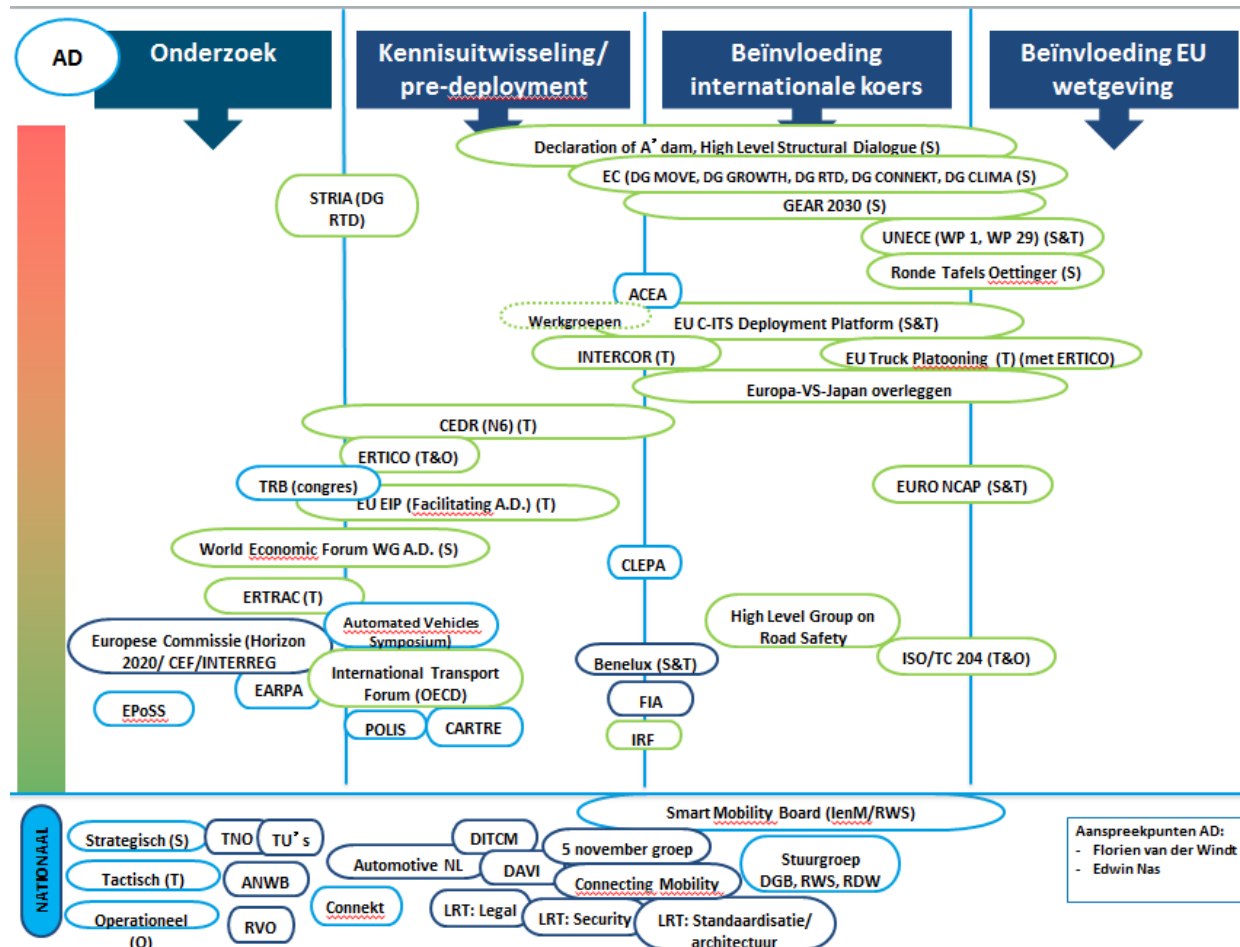 AD
Onderzoek
Kennisuitwisseling/
pre-deployment
Beïnvloeding
internationale koers
Beïnvloeding EU
wetgeving
Declaration of A’dam, High Level Structural Dialogue (S)
EC (DG MOVE, DG GROWTH, DG RTD, DG CONNEKT, DG CLIMA (S)
STRIA (DG
RTD)
GEAR 2030 (S)
UNECE (WP 1, WP 29) (S&T)
Ronde Tafels Oettinger (S)
ACEA
Werkgroepen
EU C-ITS Deployment Platform (S&T)
INTERCOR (T)
EU Truck Platooning (T) (met ERTICO)
Europa-VS-Japan overleggen
CEDR (N6) (T)
ERTICO (T&O)
TRB (congres)
EURO NCAP (S&T)
EU EIP (Facilitating A.D.) (T)
World Economic Forum WG A.D. (S)
CLEPA
ERTRAC (T)
Automated Vehicles
Symposium)
High Level Group on
Road Safety
Europese Commissie (Horizon
2020/ CEF/INTERREG
ISO/TC 204 (T&O)
Benelux (S&T)
International Transport
Forum (OECD)
EARPA
FIA
EPoSS
POLIS
CARTRE
IRF
NATIONAAL
Smart Mobility Board (IenM/RWS)
Strategisch (S)
TNO
TU’s
DITCM
5 november groep
Automotive NL
DAVI
Stuurgroep
DGB, RWS, RDW
Tactisch (T)
ANWB
Connecting Mobility
Connekt
LRT: Legal
LRT: Security
LRT: Standaardisatie/
architectuur
Operationeel
(O)
RVO
Aanspreekpunten AD:
- Florien van der Windt
- Edwin Nas